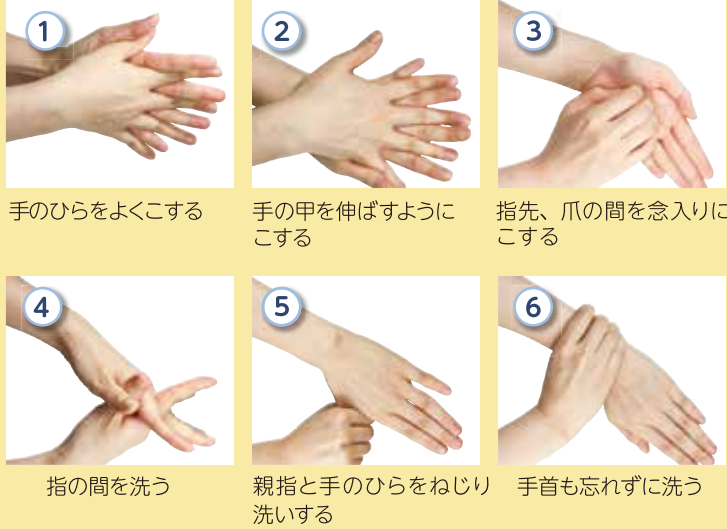 1
手のひらをよくこする
2
手の甲を伸ばすように
こする
3
指先、爪の間を念入りに
こする
4
指の間を洗う
5
親指と手のひらをねじり
洗いする
6
手首も忘れずに洗う